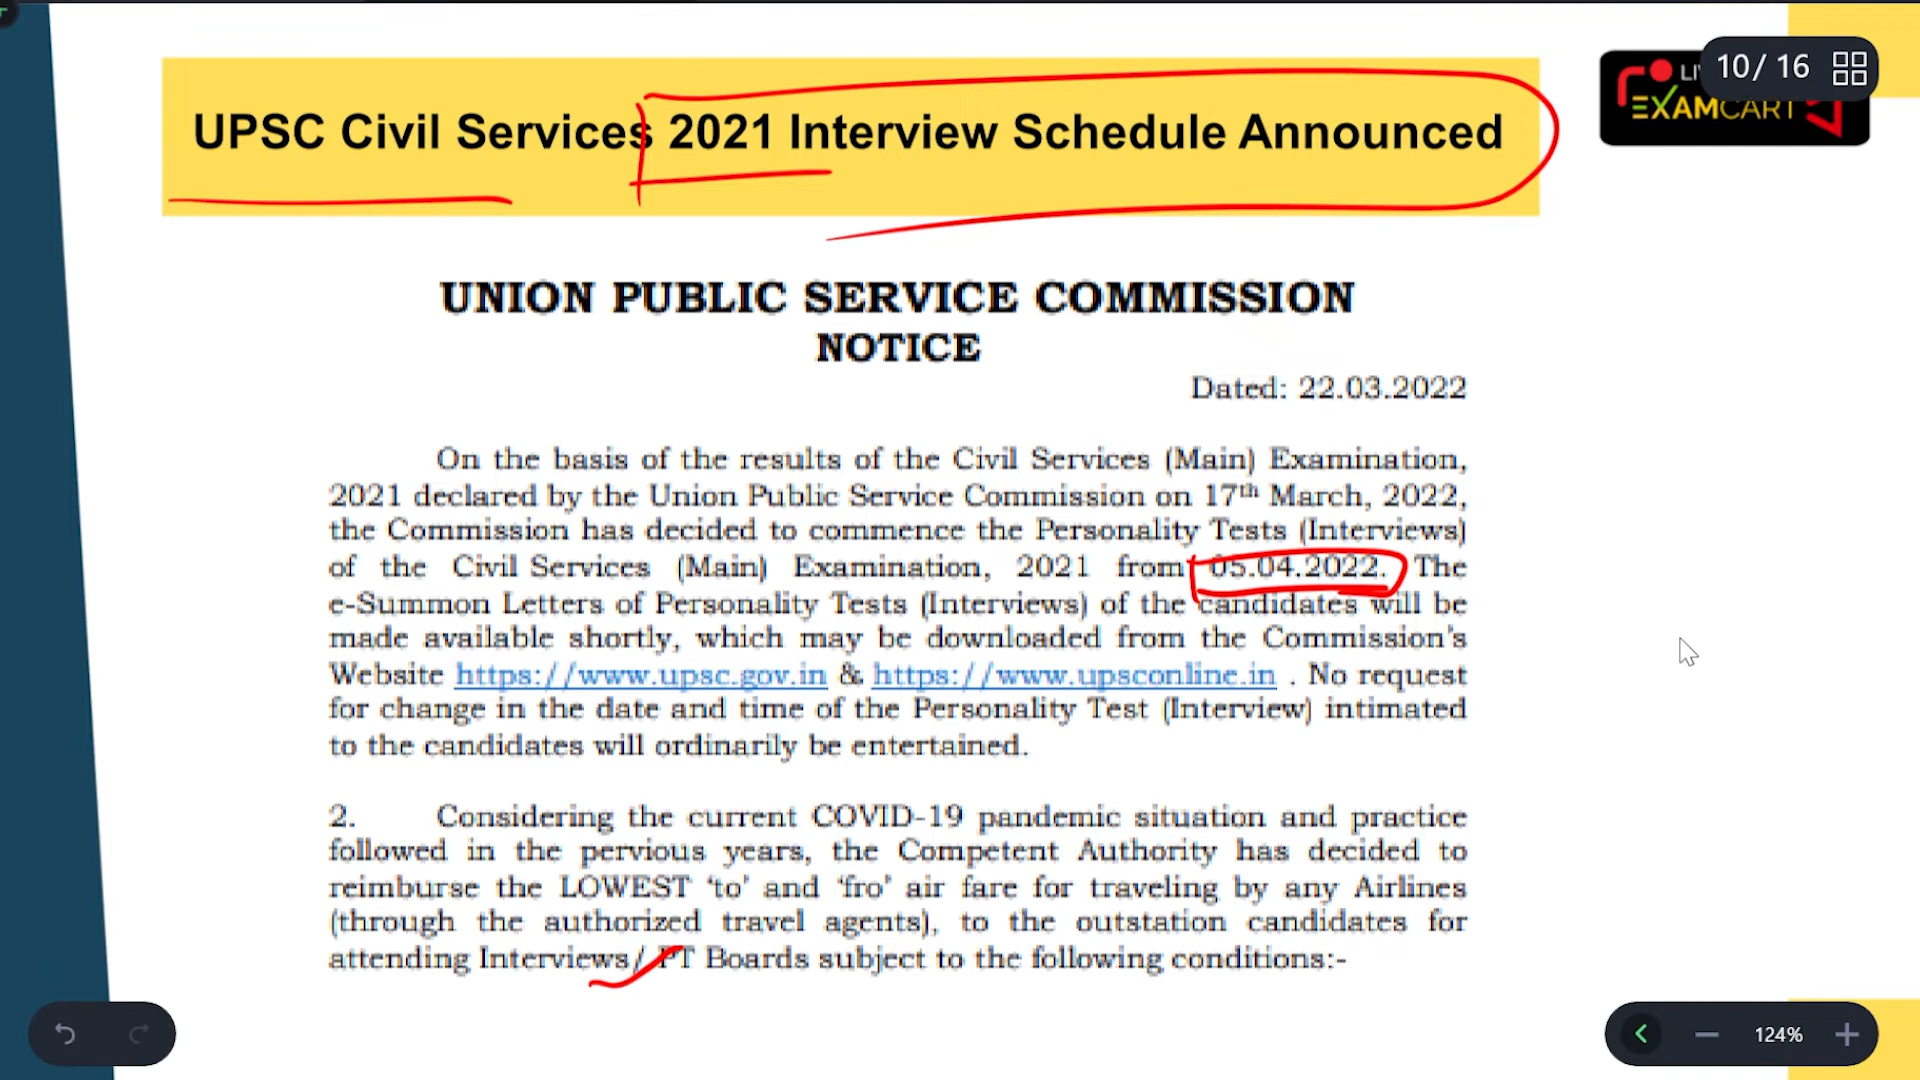 10/ 16
UPSC Civil Services 2021 Interview Schedule Announced
EXAMCART
UNION PUBLIC SERVICE COMMISSION
NOTICE
Dated: 22.03.2022
On the basis of the results of the Civil Services (Main) Examination,
2021 declared by the Union Public Service Commission on 17th March, 2022,
the Commission has decided to commence the Personality Tests (Interviews)
of the Civil Services (Main) Examination, 2021 from 05.04.2022. The
e-Summon Letters of Personality Tests (Interviews) of the candidates will be
made available shortly, which may be downloaded from the Commission's
Website https://www.upsc.gov.in & https://www.upsconline.in . No request
for change in the date and time of the Personality Test (Interview) intimated
to the candidates will ordinarily be entertained.
2. Considering the current COVID-19 pandemic situation and practice
followed in the pervious years, the Competent Authority has decided to
reimburse the LOWEST 'to' and 'fro' air fare for traveling by any Airlines
(through the authorized travel agents), to the outstation candidates for
attending Interviews/ PT Boards subject to the following conditions:-
124%